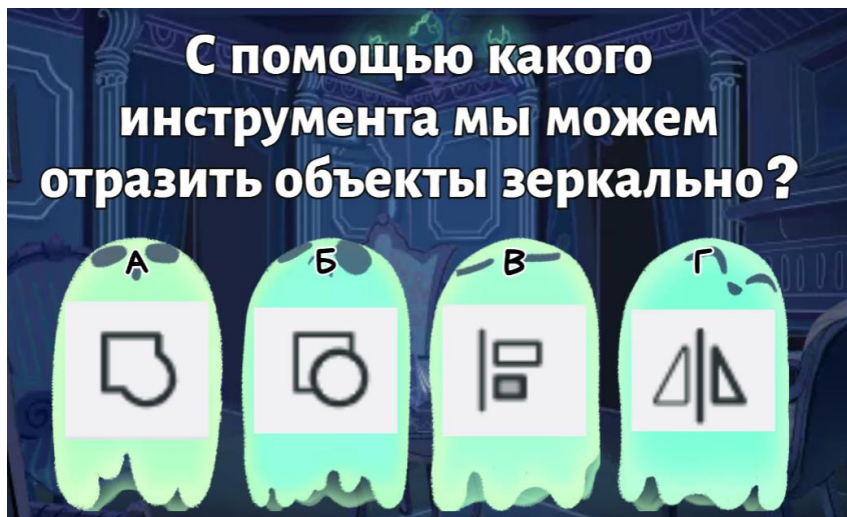 С помощью какого
инструмента мы можем
отразить объекты зеркально?
А Б В Г